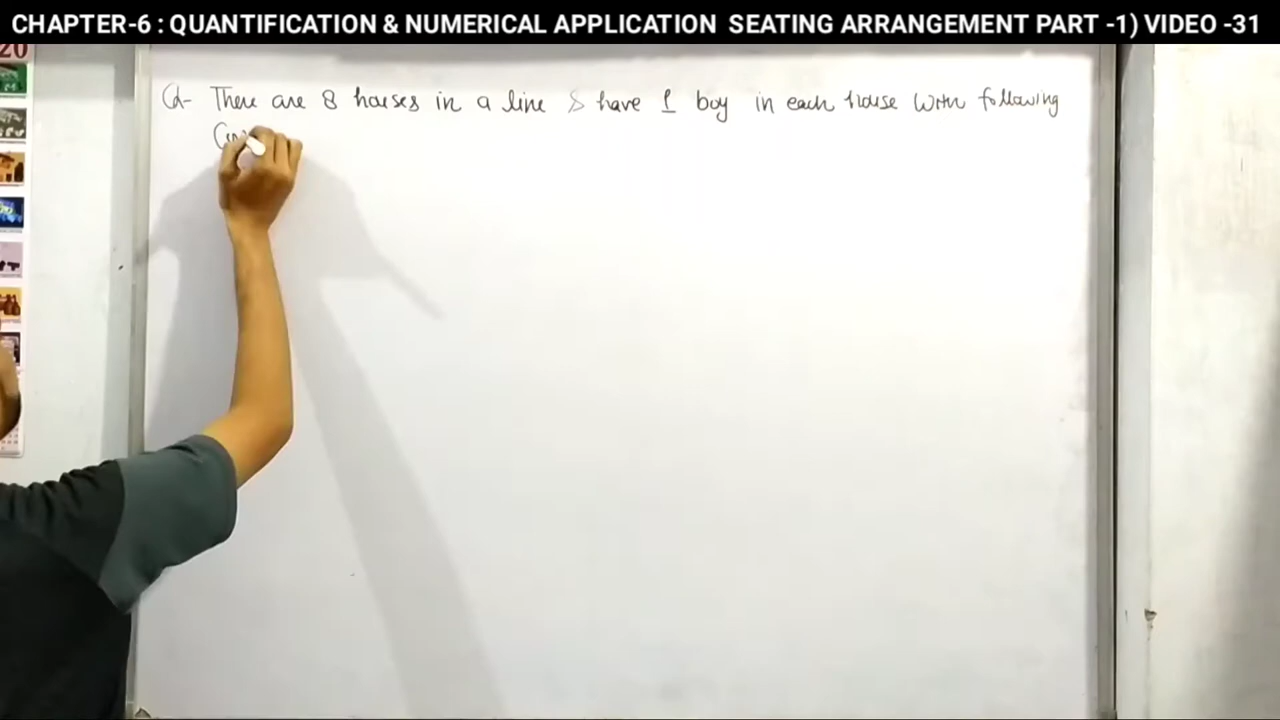 CHAPTER-6 : QUANTIFICATION & NUMERICAL APPLICATION SEATING ARRANGEMENT PART -1) VIDEO -31
20
Q- There are 8 houses in a line & have 1 boy in each house with following